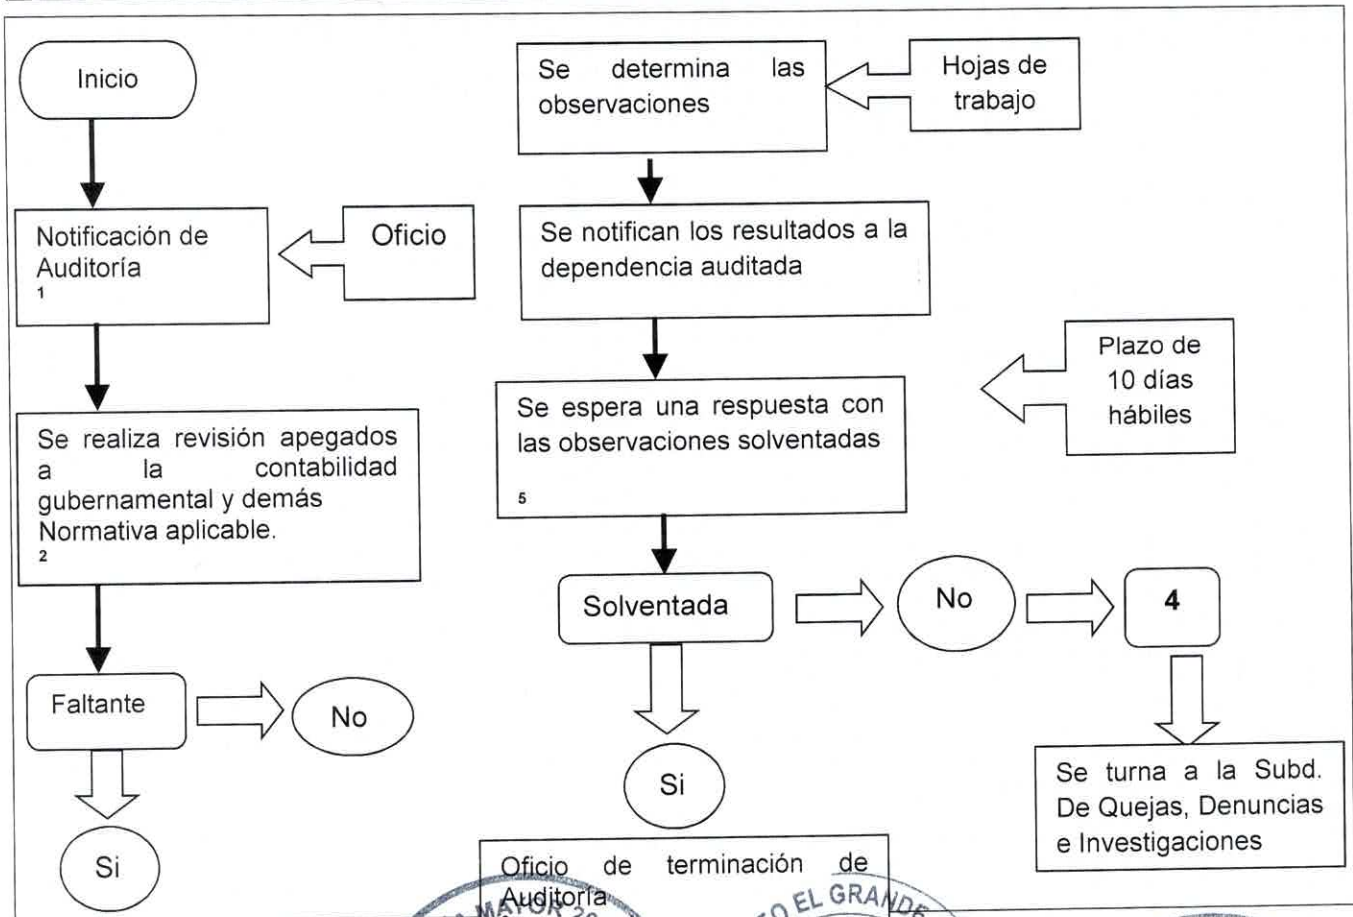 Inicio
Notificación de
Auditoría
1
Oficio
Se realiza revisión apegados
a la contabilidad
gubernamental y demás
Normativa aplicable.
2
Faltante
No
Si
Se determina las
observaciones
Hojas de
trabajo
Se notifican los resultados a la
dependencia auditada
Se espera una respuesta con
las observaciones solventadas
5
Plazo de
10 días
hábiles
Solventada
No
4
Si
Se turna a la Subd.
De Quejas, Denuncias
e Investigaciones
Oficio de terminación de
Auditoría
MAYOR 20
O EL GRANDE